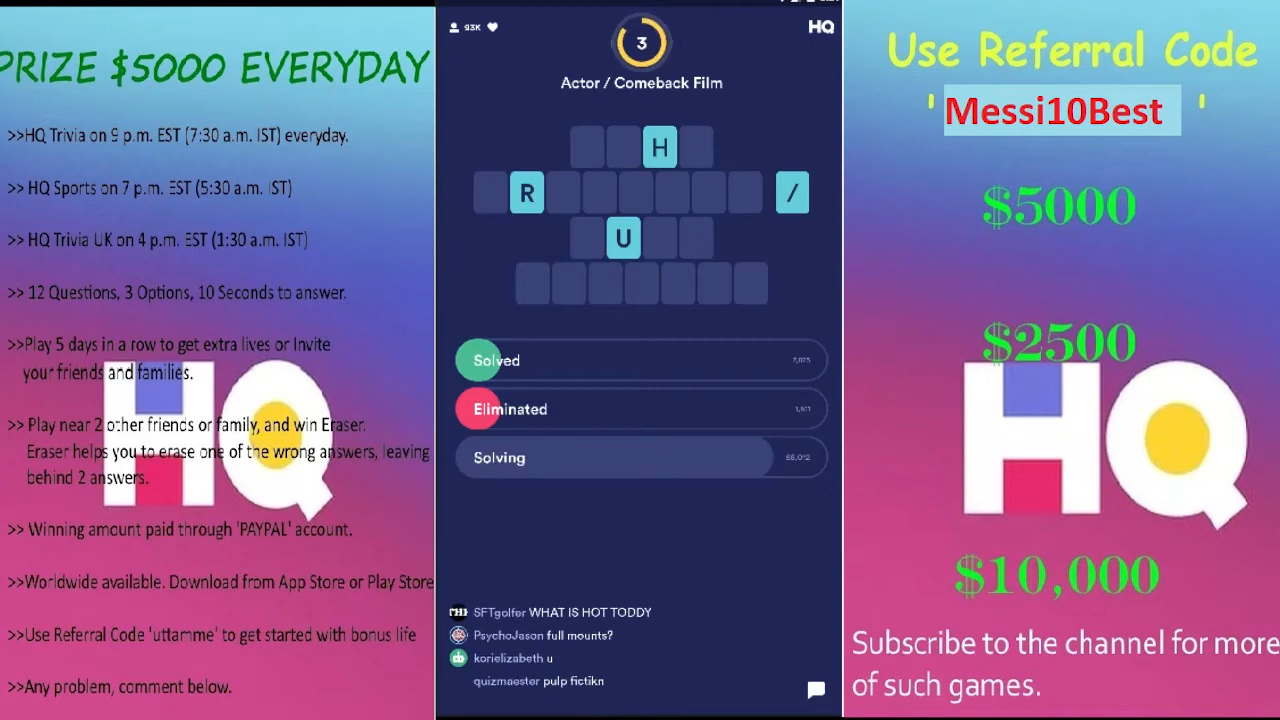 PRIZE $5000 EVERYDAY
>>HQ Trivia on 9 p.m. EST (7:30 a.m. IST) everyday.
>> HQ Sports on 7 p.m. EST (5:30 a.m. IST)
>> HQ Trivia UK on 4 p.m. EST (1:30 a.m. IST)
>> 12 Questions, 3 Options, 10 Seconds to answer.
>>Play 5 days in a row to get extra lives or Invite
your friends and families.
>> Play near 2 other friends or family, and win Eraser.
Eraser helps you to erase one of the wrong answers, leaving
behind 2 answers.
>> Winning amount paid through 'PAYPAL' account.
>>Worldwide available. Download from App Store or Play Store
>>Use Referral Code 'uttamme' to get started with bonus life
>>Any problem, comment below.
HQ
93K
3
HQ
Actor / Comeback Film
H
R /
U
Solved
Eliminated
Solving
SFTgolfer WHAT IS HOT TODDY
PsychoJason full mounts?
korielizabeth u
quizmaester pulp fictikn
Use Referral Code
' Messi10Best '
$5000
$2500
HQ
$10,000
Subscribe to the channel for more
of such games.